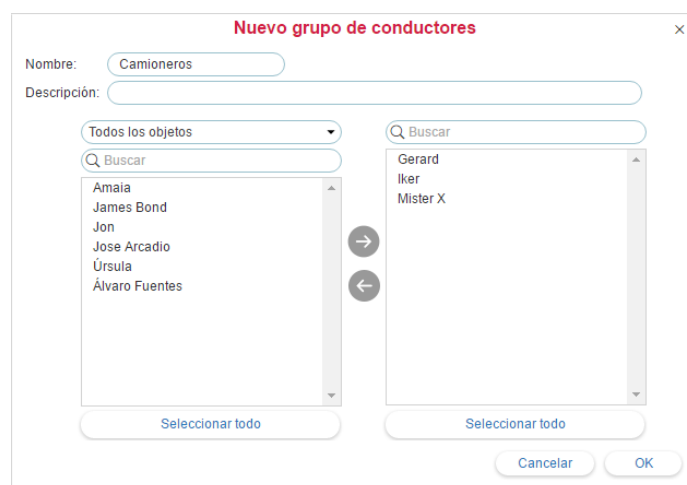 Nuevo grupo de conductores
×
Nombre: Camioneros
Descripción:
Todos los objetos
Buscar
Amaia
James Bond
Jon
Jose Arcadio
Úrsula
Álvaro Fuentes
Seleccionar todo
Buscar
Gerard
Iker
Mister X
Seleccionar todo
Cancelar OK